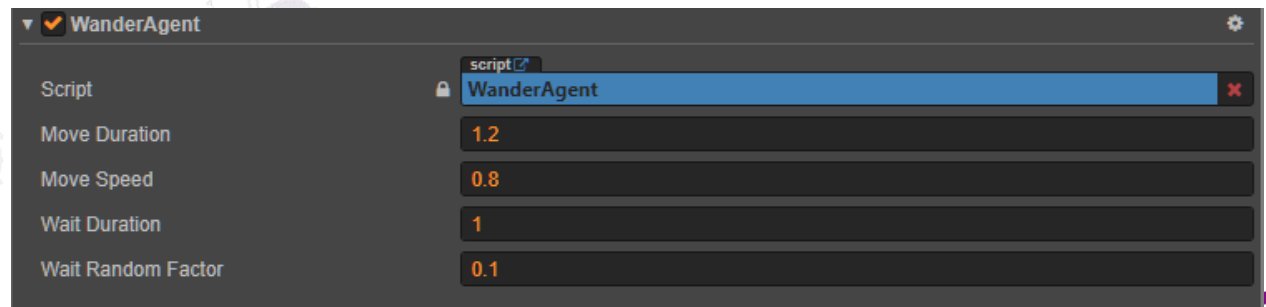 WanderAgent
script
Script WanderAgent
Move Duration 1.2
Move Speed 0.8
Wait Duration 1
Wait Random Factor 0.1